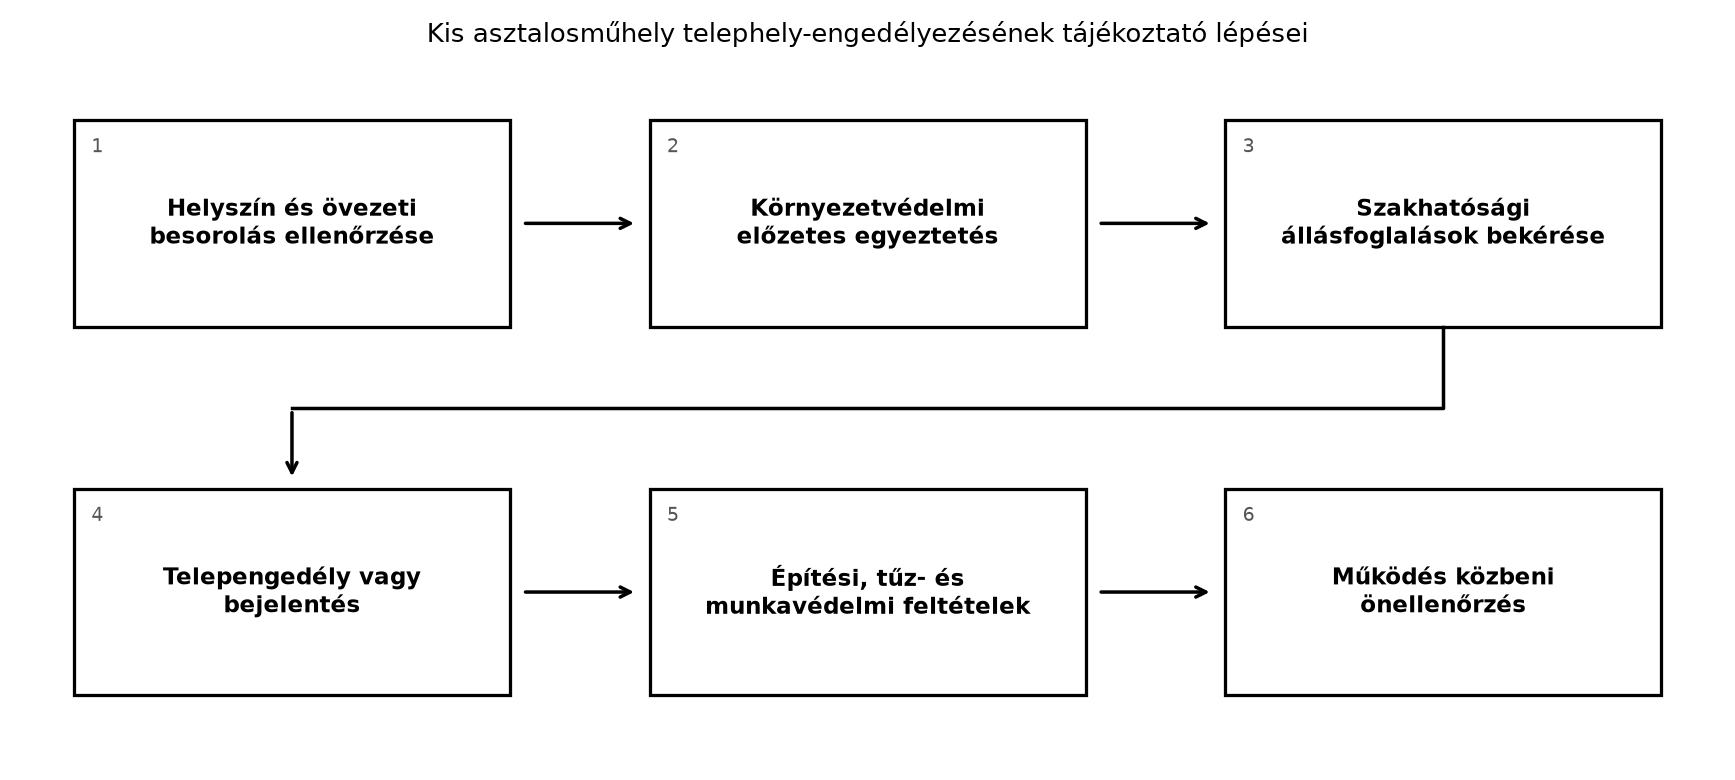 Kis asztalosműhely telephely-engedélyezésének tájékoztató lépései
1
Helyszín és övezeti
besorolás ellenőrzése
2
Környezetvédelmi
előzetes egyeztetés
3
Szakhatósági
állásfoglalások bekérése
4
Telepengedély vagy
bejelentés
5
Építési, tűz- és
munkavédelmi feltételek
6
Működés közbeni
önellenőrzés